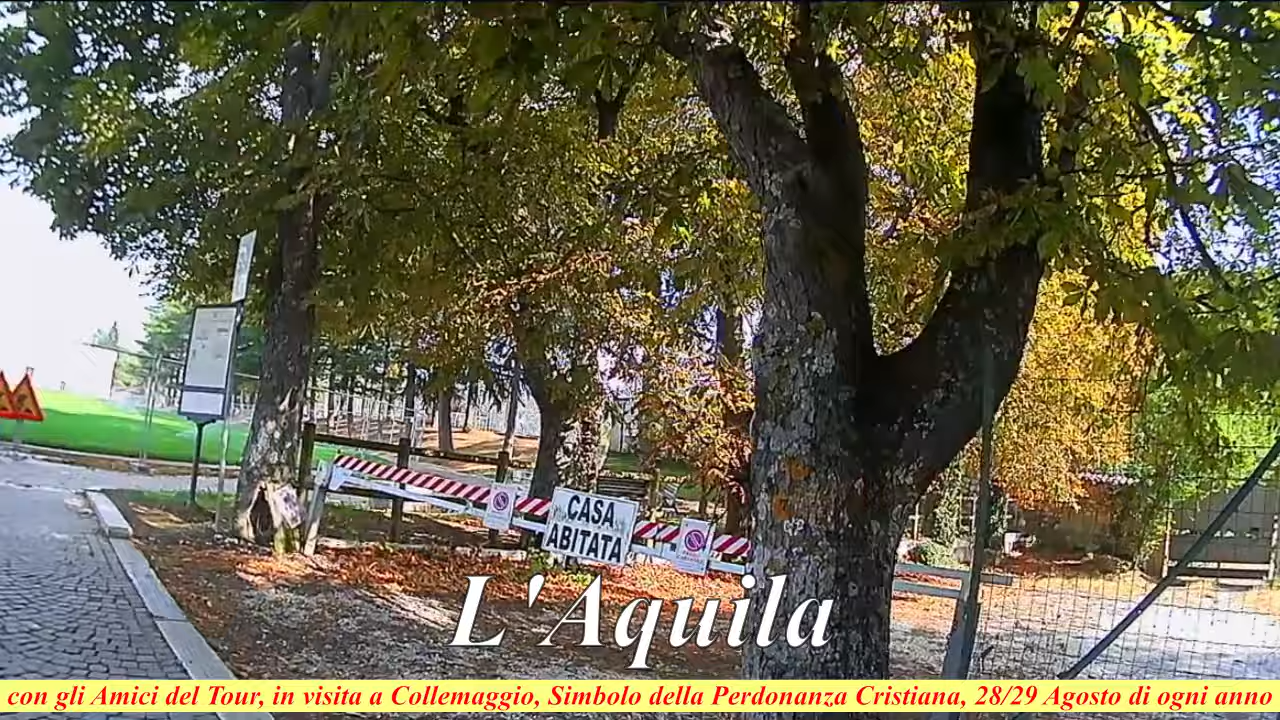 CASA
ABITATA
L'Aquila
con gli Amici del Tour, in visita a Collemaggio, Simbolo della Perdonanza Cristiana, 28/29 Agosto di ogni anno